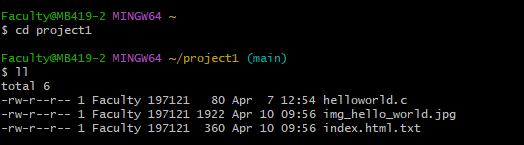 Faculty@MB419-2 MINGW64 ~
$ cd project1
Faculty@MB419-2 MINGW64 ~/project1 (main)
$ ll
total 6
-rw-r--r-- 1 Faculty 197121   80 Apr  7 12:54 helloworld.c
-rw-r--r-- 1 Faculty 197121 1922 Apr 10 09:56 img_hello_world.jpg
-rw-r--r-- 1 Faculty 197121  360 Apr 10 09:56 index.html.txt